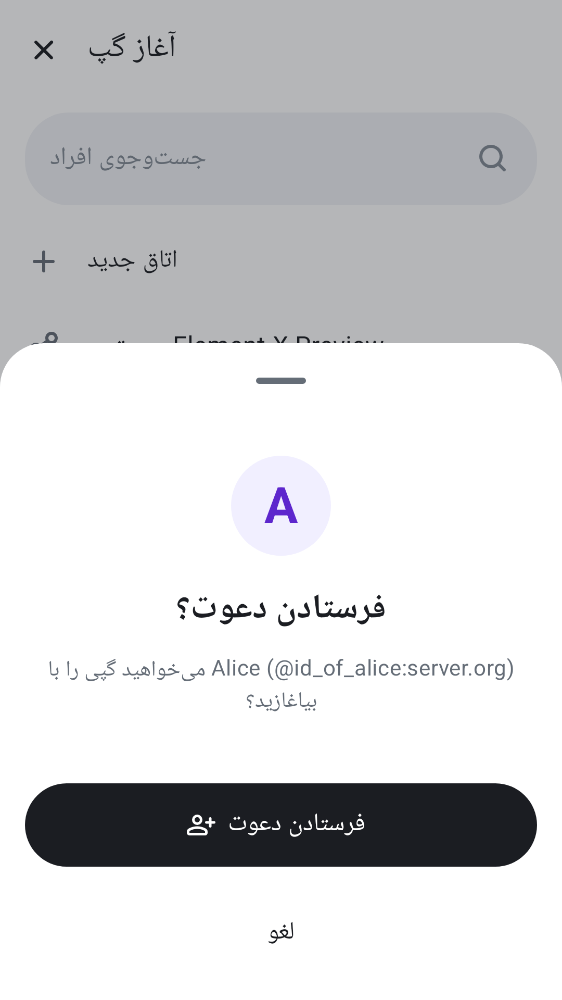 آغاز گپ
جست‌وجوی افراد
اتاق جدید
Element X Preview
A
فرستادن دعوت؟
می‌خواهید گپی را با Alice (@id_of_alice:server.org)
بیاغازید؟
فرستادن دعوت
لغو